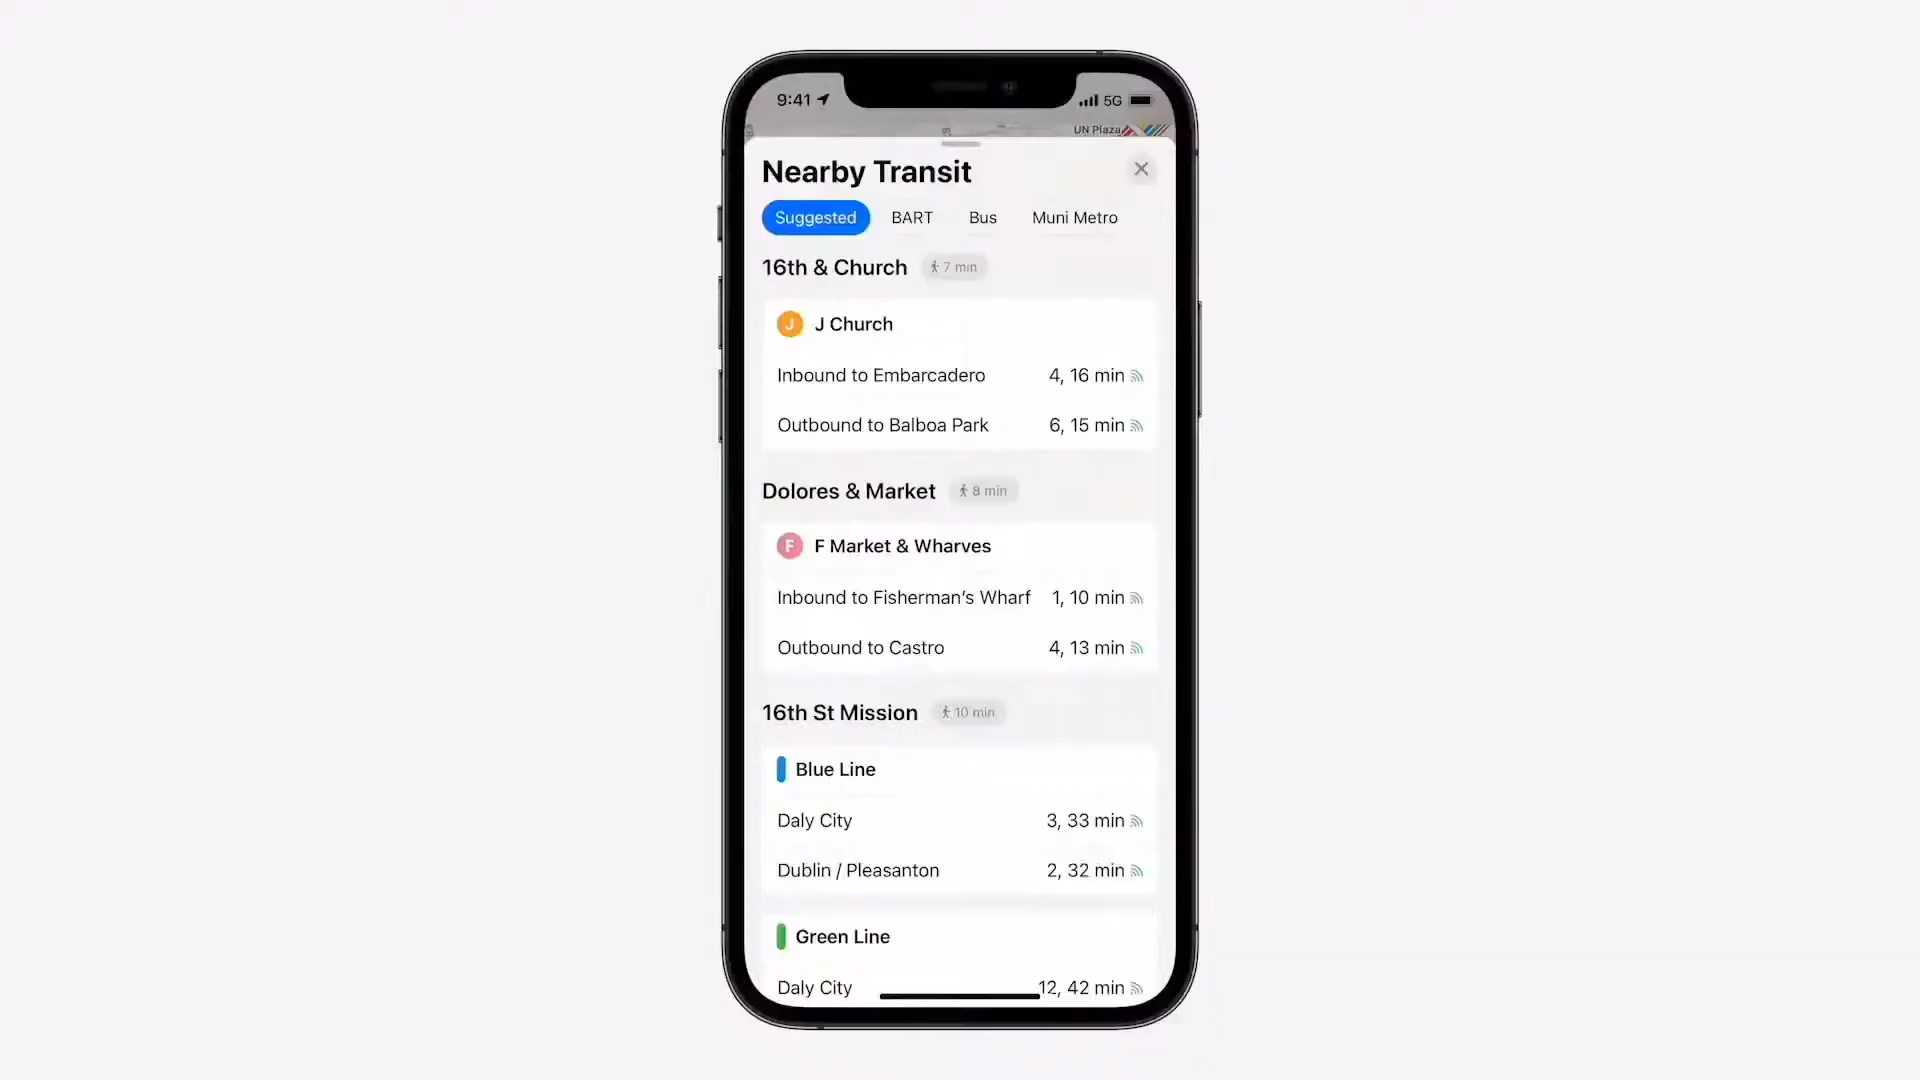 9:41
5G
UN Plaza
Nearby Transit
Suggested BART Bus Muni Metro
16th & Church 7 min
J J Church
Inbound to Embarcadero 4, 16 min
Outbound to Balboa Park 6, 15 min
Dolores & Market 8 min
F F Market & Wharves
Inbound to Fisherman’s Wharf 1, 10 min
Outbound to Castro 4, 13 min
16th St Mission 10 min
Blue Line
Daly City 3, 33 min
Dublin / Pleasanton 2, 32 min
Green Line
Daly City 12, 42 min